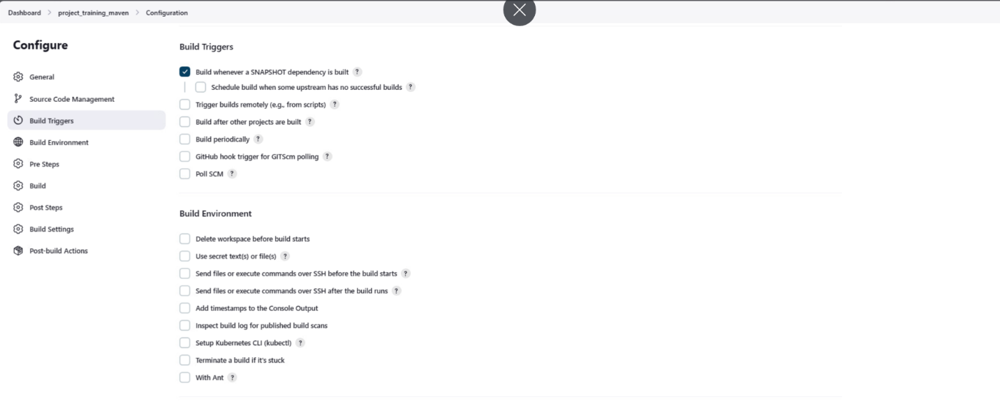 Dashboard > project_training_maven > Configuration
Configure
General
Source Code Management
Build Triggers
Build Environment
Pre Steps
Build
Post Steps
Build Settings
Post-build Actions
Build Triggers
Build whenever a SNAPSHOT dependency is built ?
Schedule build when some upstream has no successful builds ?
Trigger builds remotely (e.g., from scripts) ?
Build after other projects are built ?
Build periodically ?
GitHub hook trigger for GITScm polling ?
Poll SCM ?
Build Environment
Delete workspace before build starts
Use secret text(s) or file(s) ?
Send files or execute commands over SSH before the build starts ?
Send files or execute commands over SSH after the build runs ?
Add timestamps to the Console Output
Inspect build log for published build scans
Setup Kubernetes CLI (kubectl) ?
Terminate a build if it's stuck
With Ant ?